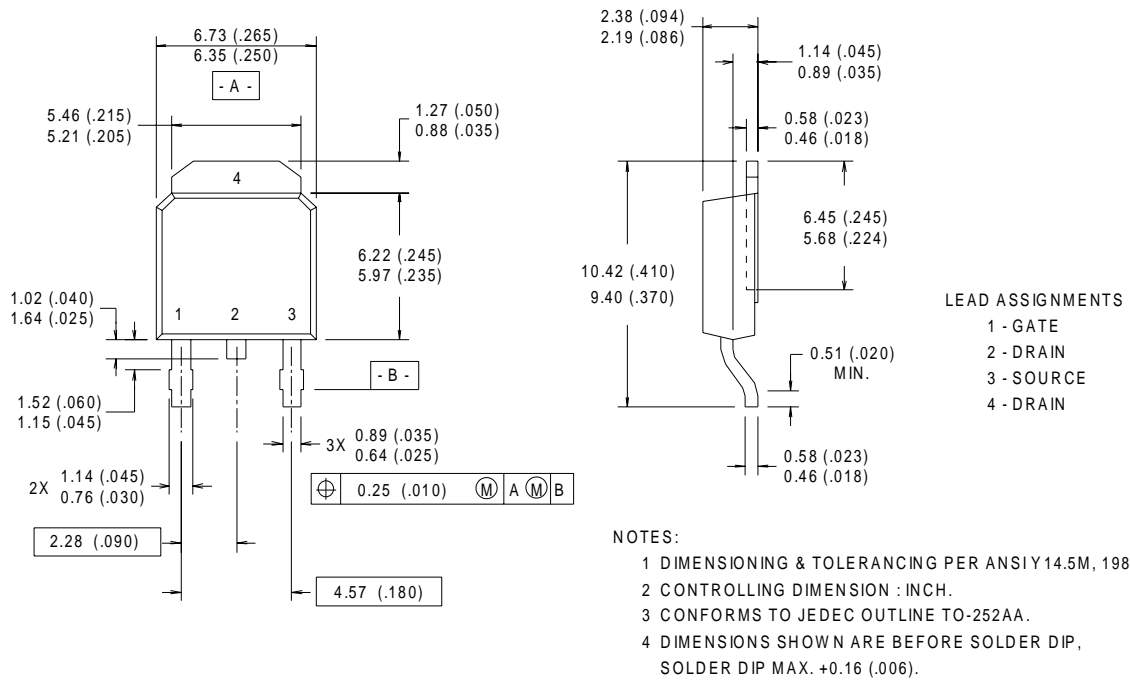 6.73 (.265)
6.35 (.250)
- A -
5.46 (.215)
5.21 (.205)
1.27 (.050)
0.88 (.035)
4
6.22 (.245)
5.97 (.235)
1.02 (.040)
1.64 (.025)
1 2 3
- B -
1.52 (.060)
1.15 (.045)
3X 0.89 (.035)
0.64 (.025)
2X 1.14 (.045)
0.76 (.030)
0.25 (.010) M A M B
2.28 (.090)
4.57 (.180)
2.38 (.094)
2.19 (.086)
1.14 (.045)
0.89 (.035)
0.58 (.023)
0.46 (.018)
6.45 (.245)
5.68 (.224)
10.42 (.410)
9.40 (.370)
0.51 (.020)
MIN.
0.58 (.023)
0.46 (.018)
LEAD ASSIGNMENTS
1 - GATE
2 - DRAIN
3 - SOURCE
4 - DRAIN
NOTES:
1 DIMENSIONING & TOLERANCING PER ANSI Y14.5M, 198
2 CONTROLLING DIMENSION : INCH.
3 CONFORMS TO JEDEC OUTLINE TO-252AA.
4 DIMENSIONS SHOWN ARE BEFORE SOLDER DIP,
SOLDER DIP MAX. +0.16 (.006).